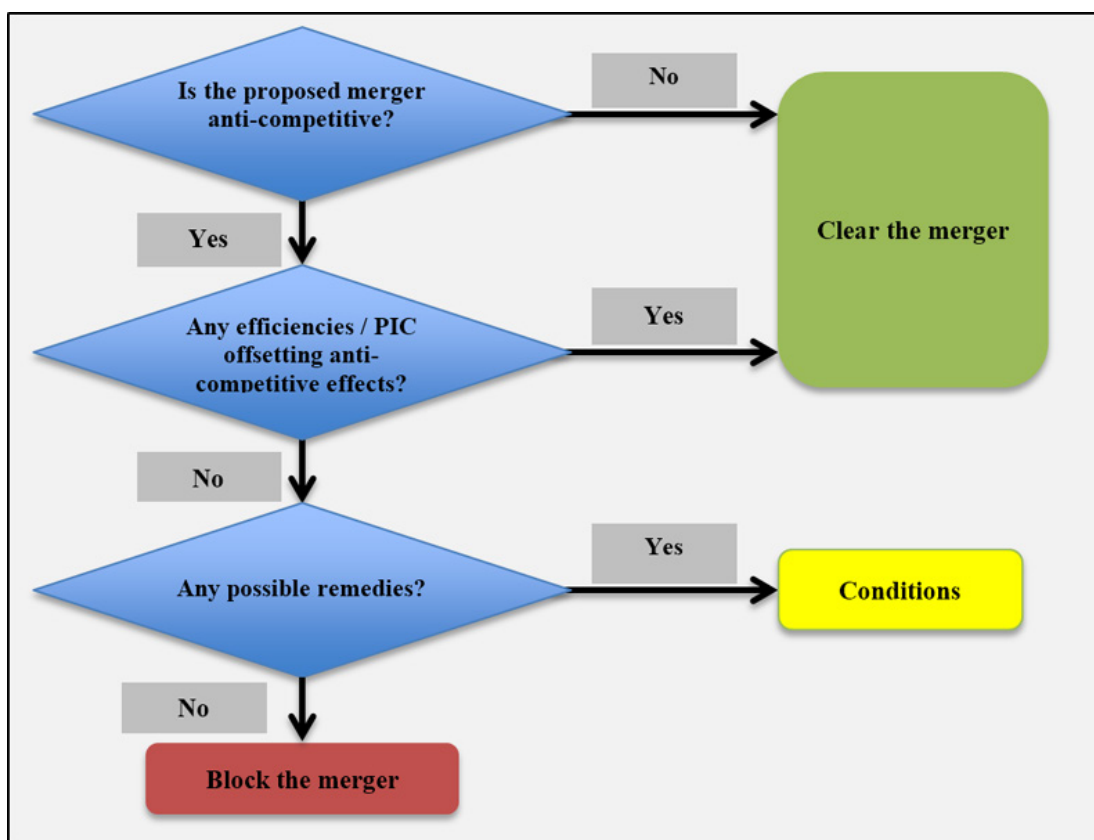 Is the proposed merger
anti-competitive?
No
Clear the merger
Yes
Any efficiencies / PIC
offsetting anti-
competitive effects?
Yes
No
Any possible remedies?
Yes
Conditions
No
Block the merger